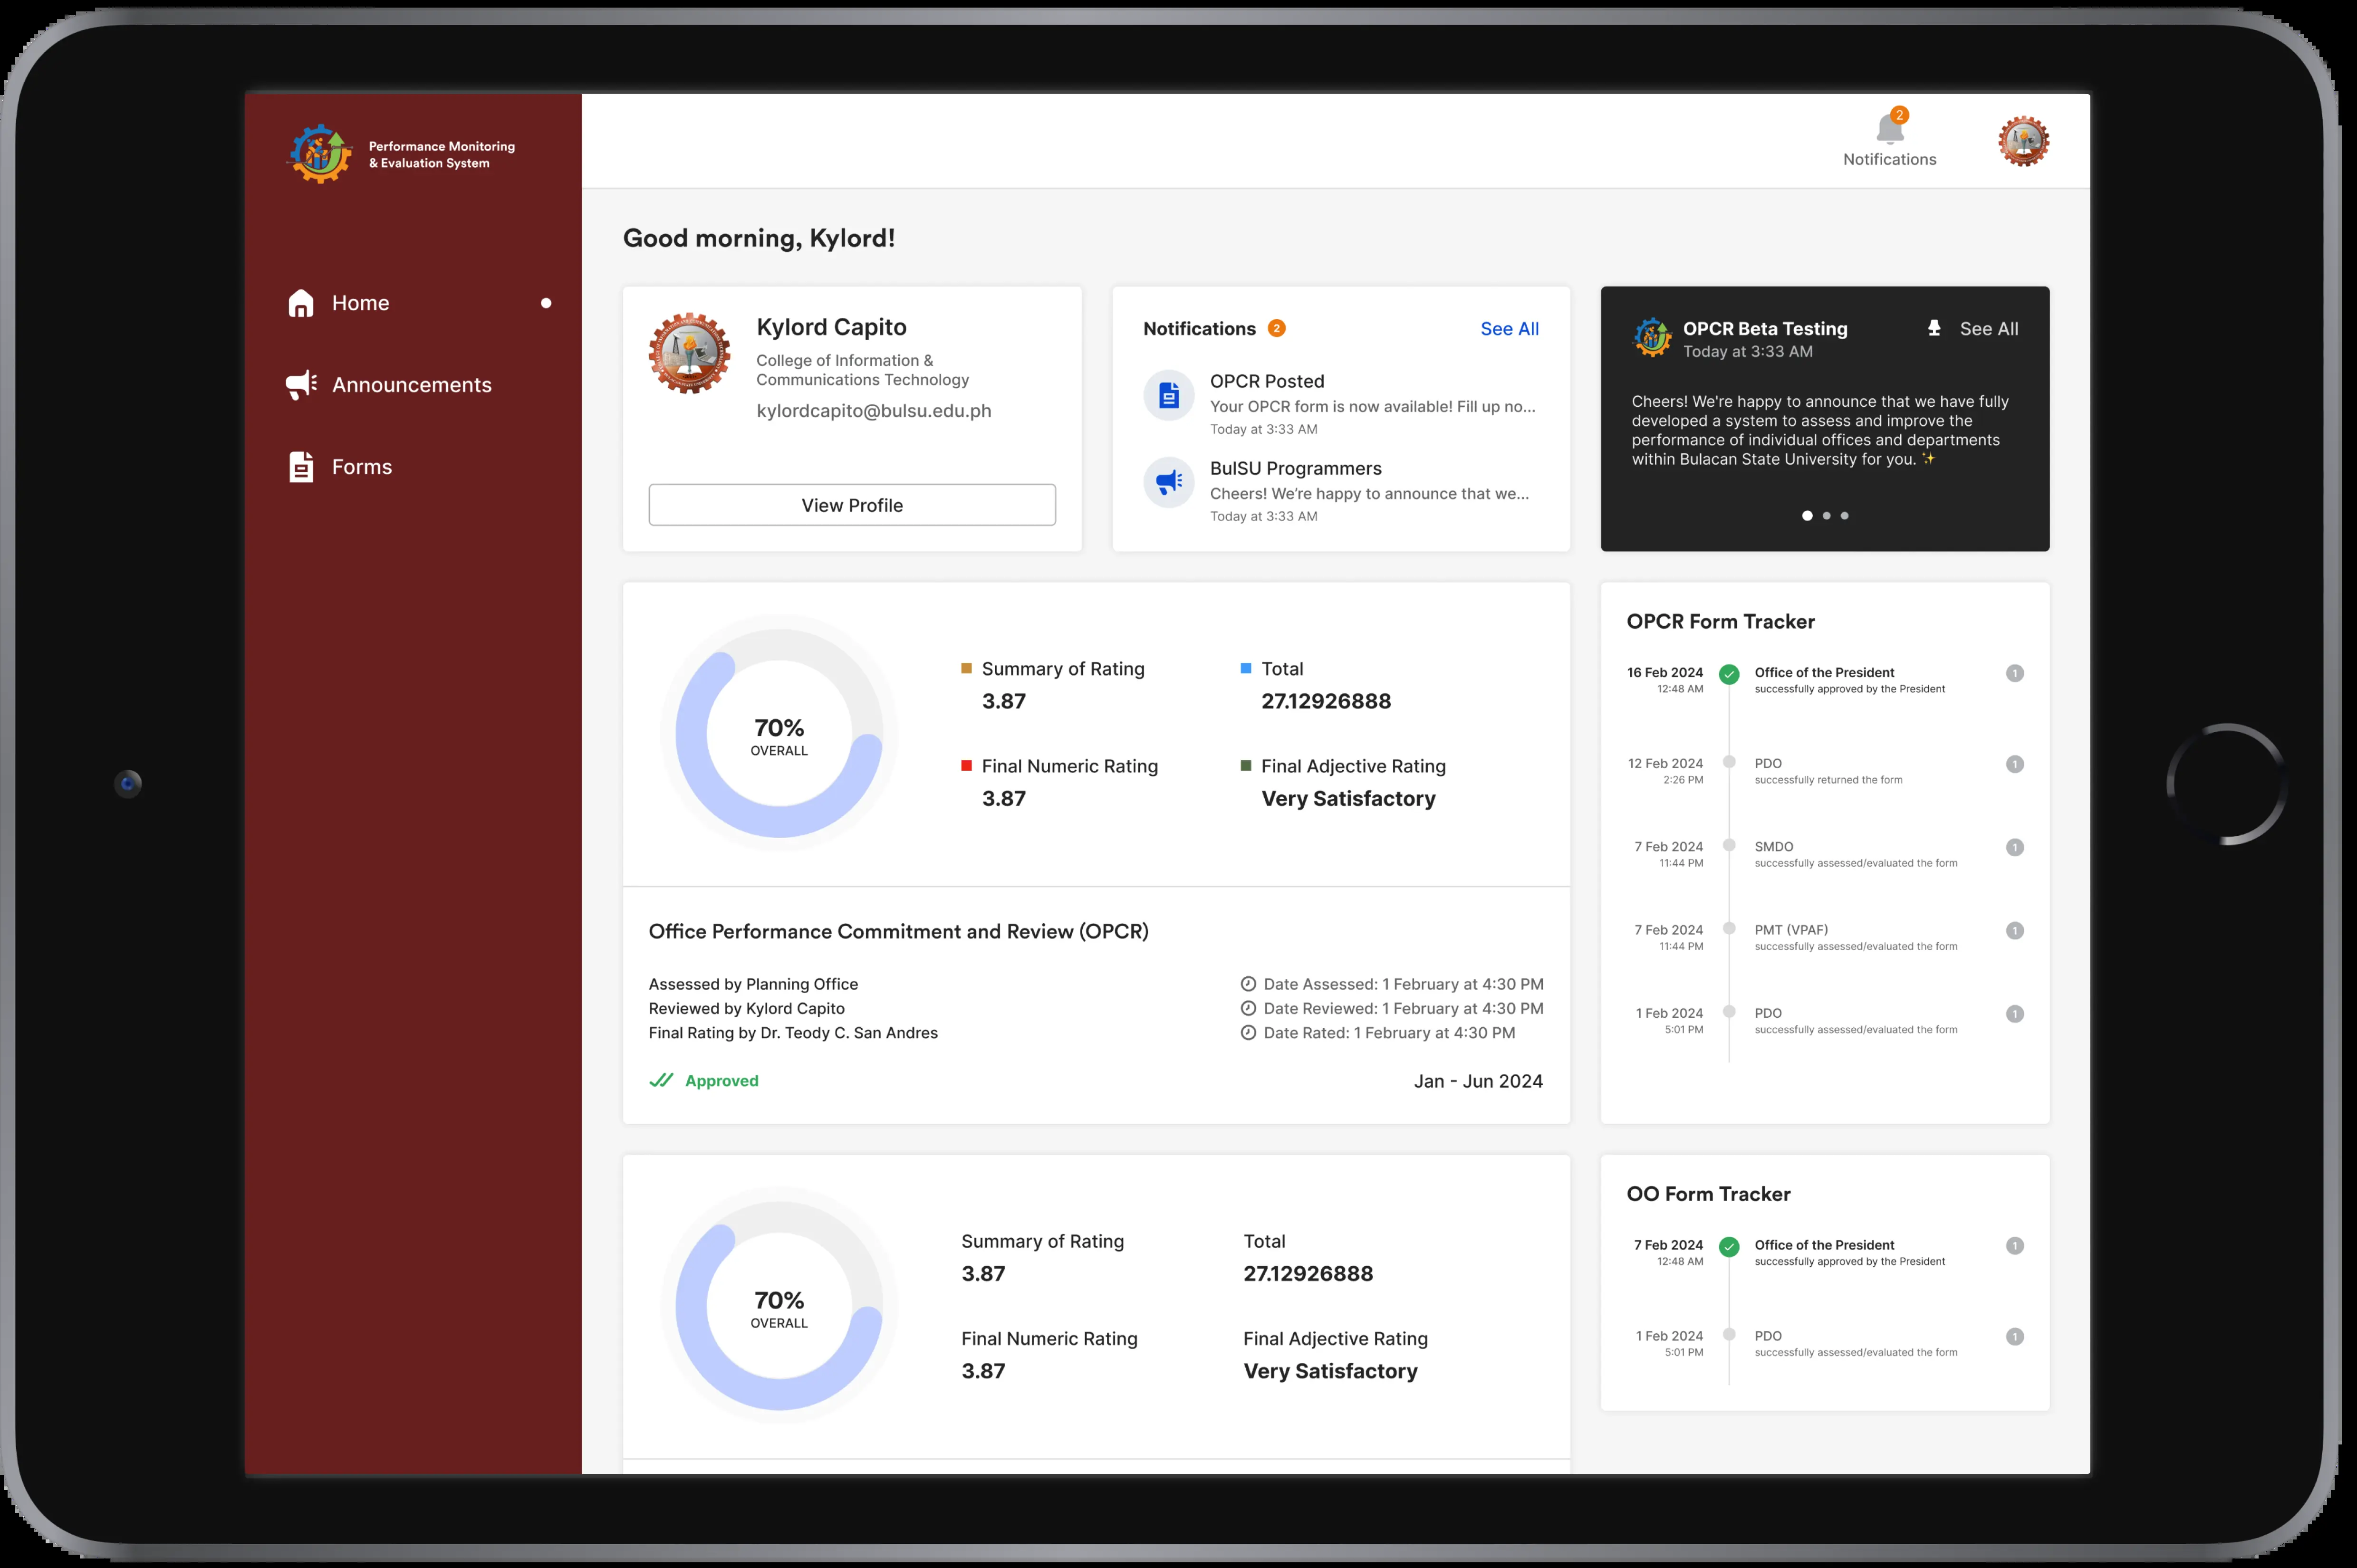 Performance Monitoring
& Evaluation System
Home
Announcements
Forms
2
Notifications
Good morning, Kylord!
Kylord Capito
College of Information &
Communications Technology
kylordcapito@bulsu.edu.ph
View Profile
Notifications 2 See All
OPCR Posted
Your OPCR form is now available! Fill up no...
Today at 3:33 AM
BulSU Programmers
Cheers! We're happy to announce that we...
Today at 3:33 AM
OPCR Beta Testing See All
Today at 3:33 AM
Cheers! We're happy to announce that we have fully
developed a system to assess and improve the
performance of individual offices and departments
within Bulacan State University for you. ✨
70%
OVERALL
Summary of Rating
3.87
Total
27.12926888
Final Numeric Rating
3.87
Final Adjective Rating
Very Satisfactory
Office Performance Commitment and Review (OPCR)
Assessed by Planning Office Date Assessed: 1 February at 4:30 PM
Reviewed by Kylord Capito Date Reviewed: 1 February at 4:30 PM
Final Rating by Dr. Teody C. San Andres Date Rated: 1 February at 4:30 PM
Approved Jan - Jun 2024
OPCR Form Tracker
16 Feb 2024 Office of the President 1
12:48 AM successfully approved by the President
12 Feb 2024 PDO 1
2:26 PM successfully returned the form
7 Feb 2024 SMDO 1
11:44 PM successfully assessed/evaluated the form
7 Feb 2024 PMT (VPAF) 1
11:44 PM successfully assessed/evaluated the form
1 Feb 2024 PDO 1
5:01 PM successfully assessed/evaluated the form
70%
OVERALL
Summary of Rating
3.87
Total
27.12926888
Final Numeric Rating
3.87
Final Adjective Rating
Very Satisfactory
OO Form Tracker
7 Feb 2024 Office of the President 1
12:48 AM successfully approved by the President
1 Feb 2024 PDO 1
5:01 PM successfully assessed/evaluated the form